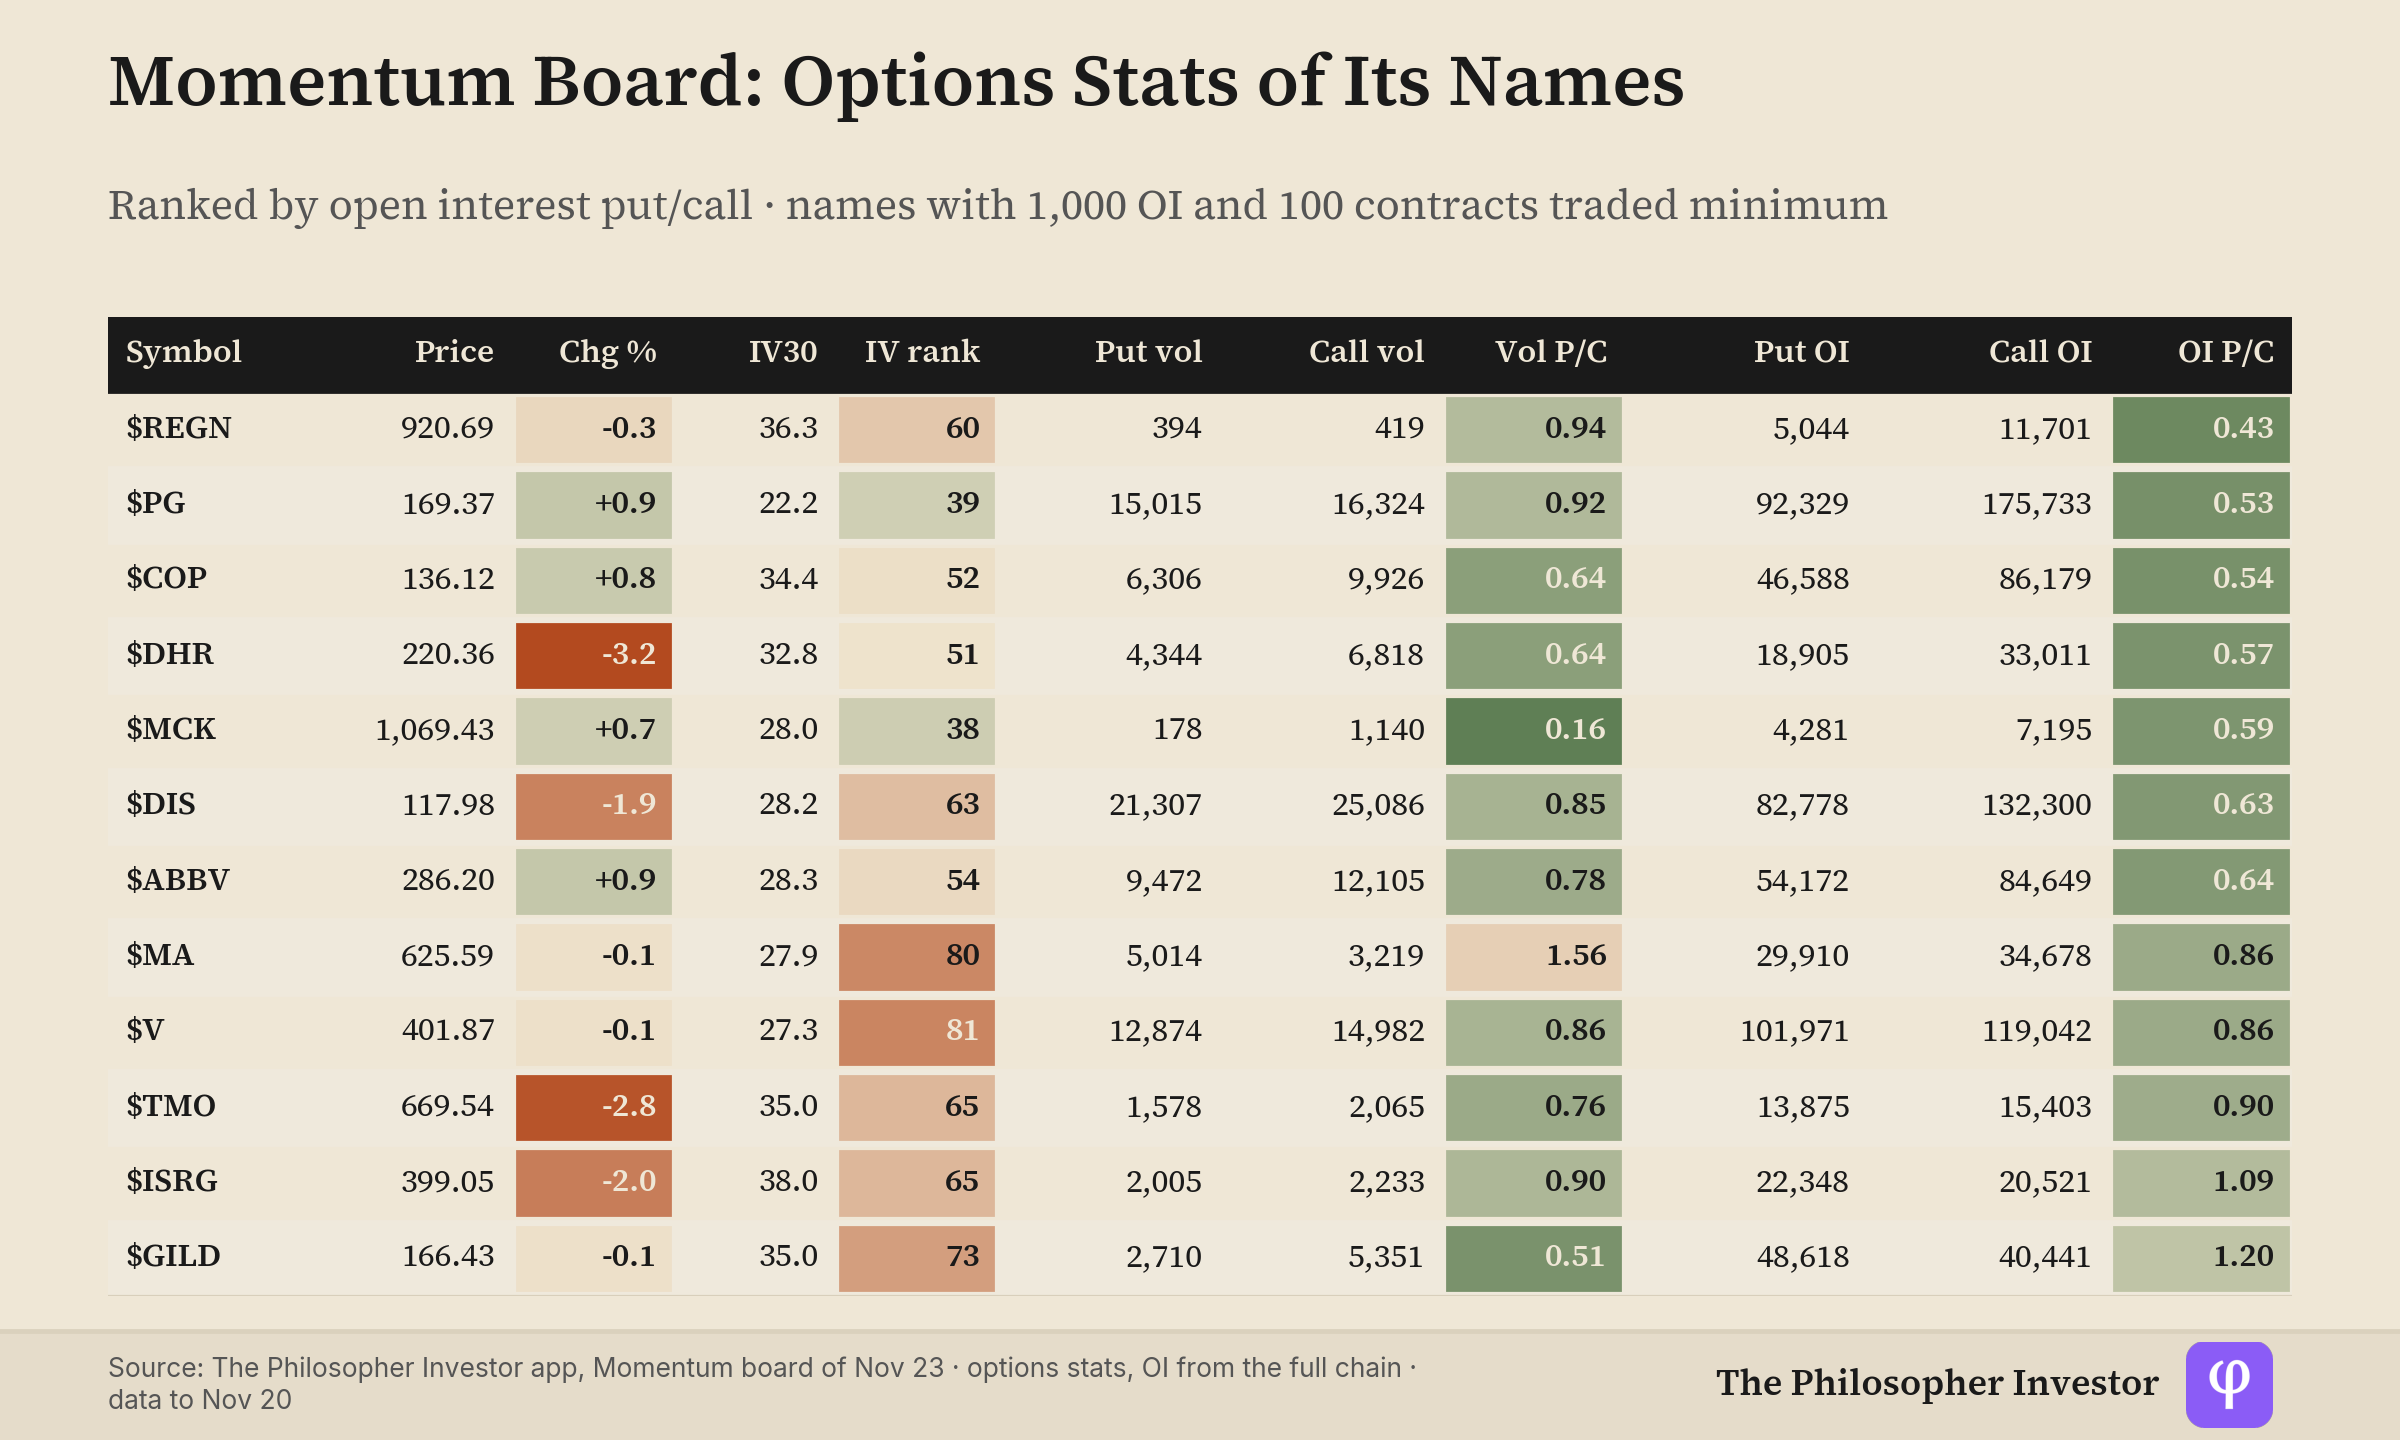 Momentum Board: Options Stats of Its Names
Ranked by open interest put/call · names with 1,000 OI and 100 contracts traded minimum
Symbol Price Chg % IV30 IV rank Put vol Call vol Vol P/C Put OI Call OI OI P/C
$REGN 920.69 -0.3 36.3 60 394 419 0.94 5,044 11,701 0.43
$PG 169.37 +0.9 22.2 39 15,015 16,324 0.92 92,329 175,733 0.53
$COP 136.12 +0.8 34.4 52 6,306 9,926 0.64 46,588 86,179 0.54
$DHR 220.36 -3.2 32.8 51 4,344 6,818 0.64 18,905 33,011 0.57
$MCK 1,069.43 +0.7 28.0 38 178 1,140 0.16 4,281 7,195 0.59
$DIS 117.98 -1.9 28.2 63 21,307 25,086 0.85 82,778 132,300 0.63
$ABBV 286.20 +0.9 28.3 54 9,472 12,105 0.78 54,172 84,649 0.64
$MA 625.59 -0.1 27.9 80 5,014 3,219 1.56 29,910 34,678 0.86
$V 401.87 -0.1 27.3 81 12,874 14,982 0.86 101,971 119,042 0.86
$TMO 669.54 -2.8 35.0 65 1,578 2,065 0.76 13,875 15,403 0.90
$ISRG 399.05 -2.0 38.0 65 2,005 2,233 0.90 22,348 20,521 1.09
$GILD 166.43 -0.1 35.0 73 2,710 5,351 0.51 48,618 40,441 1.20
Source: The Philosopher Investor app, Momentum board of Nov 23 · options stats, OI from the full chain ·
data to Nov 20
The Philosopher Investor φ